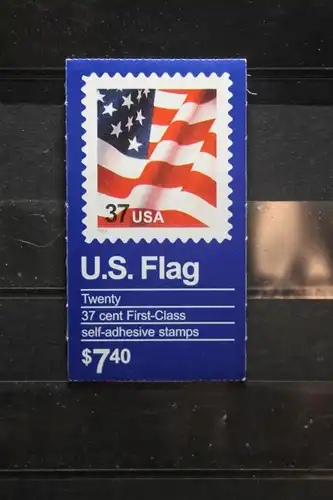 37 USA
U.S. Flag
Twenty
37 cent First-Class
self-adhesive stamps
$7.40